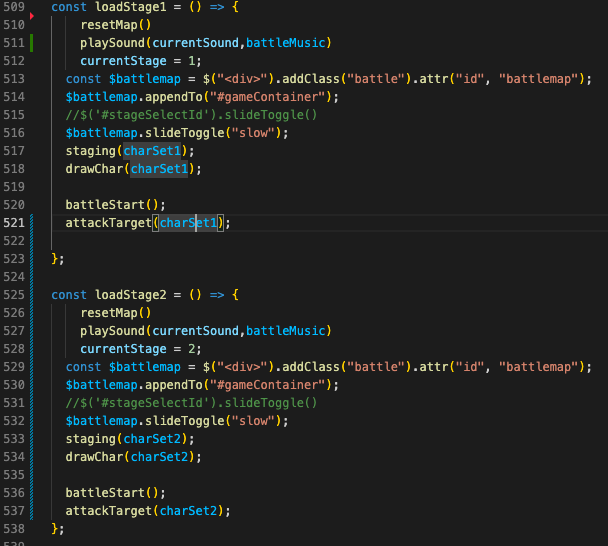 509 const loadStage1 = () => {
510 resetMap()
511 playSound(currentSound,battleMusic)
512 currentStage = 1;
513 const $battlemap = $("<div>").addClass("battle").attr("id", "battlemap");
514 $battlemap.appendTo("#gameContainer");
515 //$('#stageSelectId').slideToggle()
516 $battlemap.slideToggle("slow");
517 staging(charSet1);
518 drawChar(charSet1);
519
520 battleStart();
521 attackTarget(charSet1);
522
523 };
524
525 const loadStage2 = () => {
526 resetMap()
527 playSound(currentSound,battleMusic)
528 currentStage = 2;
529 const $battlemap = $("<div>").addClass("battle").attr("id", "battlemap");
530 $battlemap.appendTo("#gameContainer");
531 //$('#stageSelectId').slideToggle()
532 $battlemap.slideToggle("slow");
533 staging(charSet2);
534 drawChar(charSet2);
535
536 battleStart();
537 attackTarget(charSet2);
538 };
539